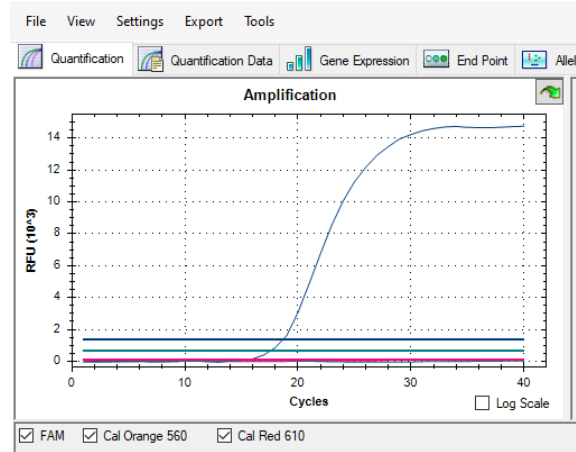 File View Settings Export Tools
Quantification Quantification Data Gene Expression End Point Allel
Amplification
14
12
10
8
6
4
2
0
RFU (10^3)
0 10 20 30 40
Cycles
Log Scale
FAM Cal Orange 560 Cal Red 610